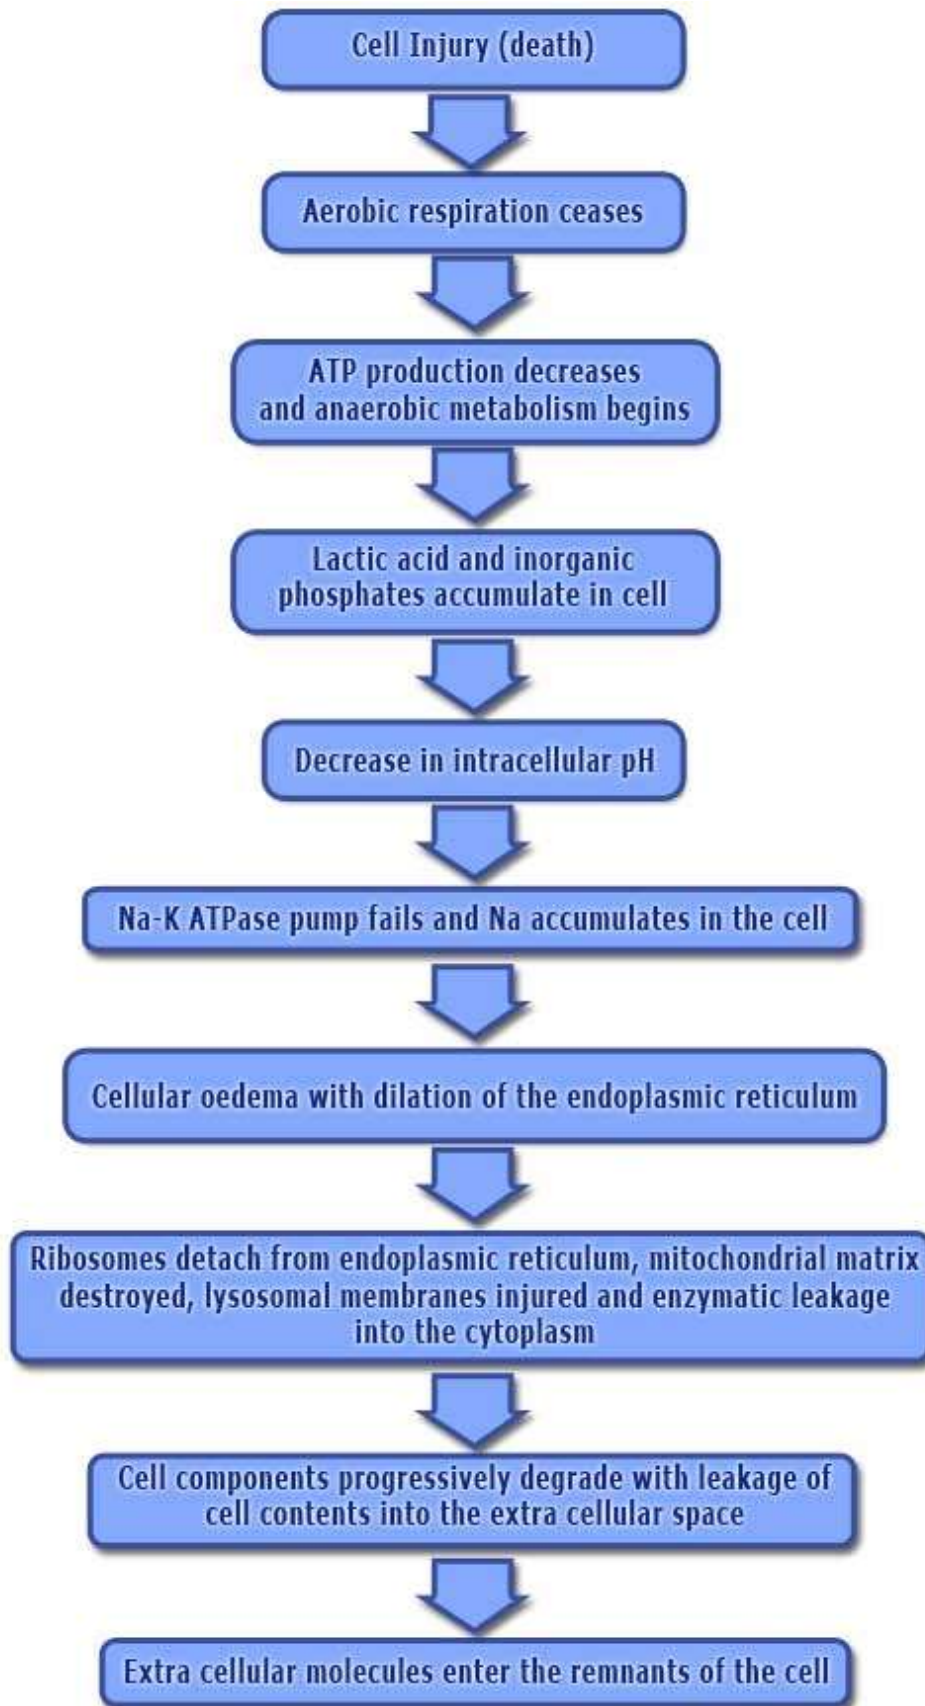 Cell Injury (death)
Aerobic respiration ceases
ATP production decreases
and anaerobic metabolism begins
Lactic acid and inorganic
phosphates accumulate in cell
Decrease in intracellular pH
Na-K ATPase pump fails and Na accumulates in the cell
Cellular oedema with dilation of the endoplasmic reticulum
Ribosomes detach from endoplasmic reticulum, mitochondrial matrix
destroyed, lysosomal membranes injured and enzymatic leakage
into the cytoplasm
Cell components progressively degrade with leakage of
cell contents into the extra cellular space
Extra cellular molecules enter the remnants of the cell